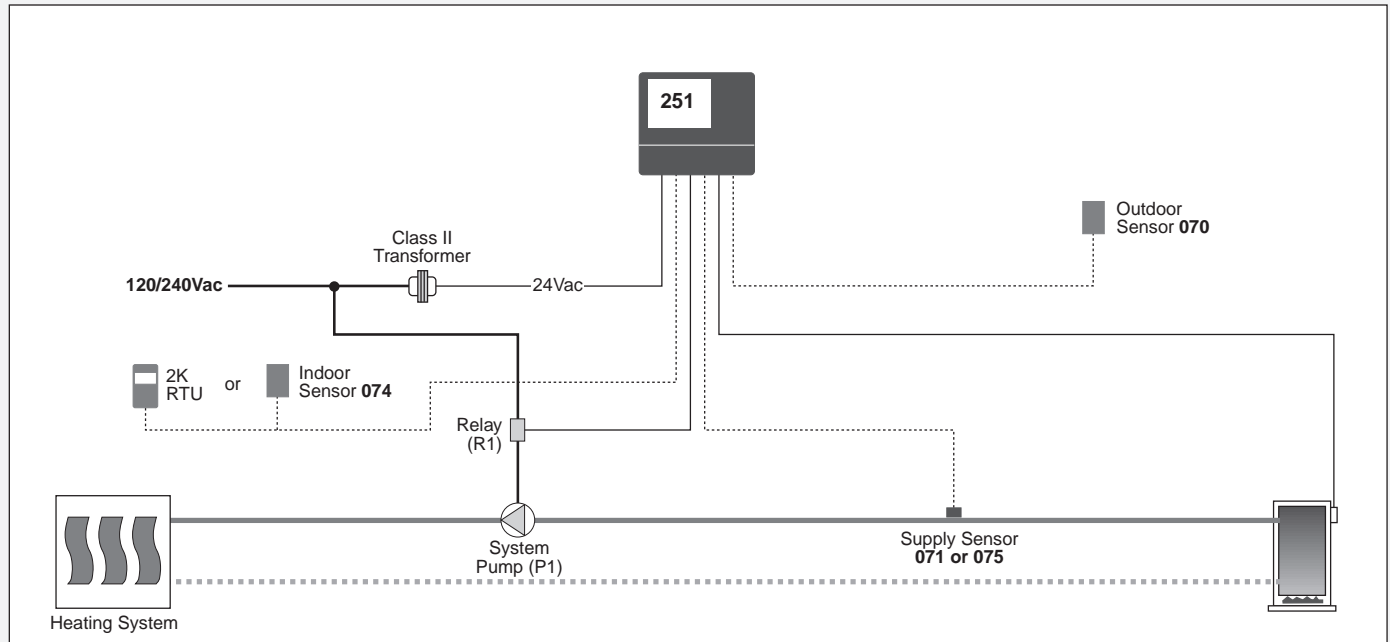 251
Outdoor
Sensor 070
Class II
Transformer
120/240Vac
24Vac
2K
RTU
or
Indoor
Sensor 074
Relay
(R1)
System
Pump (P1)
Supply Sensor
071 or 075
Heating System